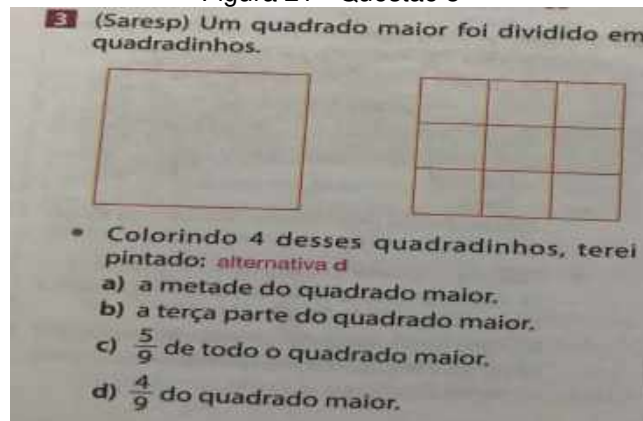 3 (Saresp) Um quadrado maior foi dividido em
quadradinhos.
• Colorindo 4 desses quadradinhos, terei
pintado: alternativa d
a) a metade do quadrado maior.
b) a terça parte do quadrado maior.
c) 5/9 de todo o quadrado maior.
d) 4/9 do quadrado maior.